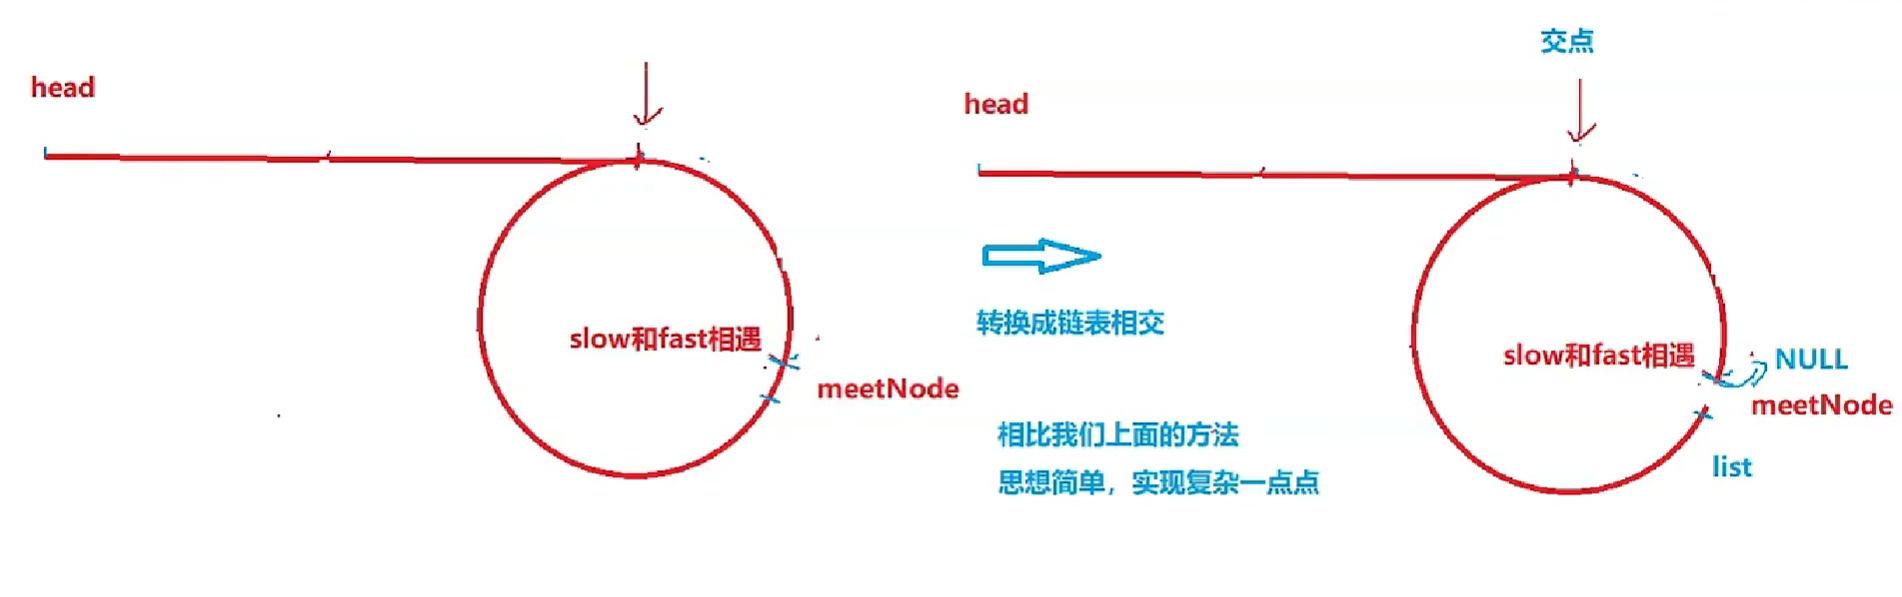 head
slow和fast相遇
meetNode
转换成链表相交
相比我们上面的方法
思想简单，实现复杂一点点
交点
head
slow和fast相遇
NULL
meetNode
list